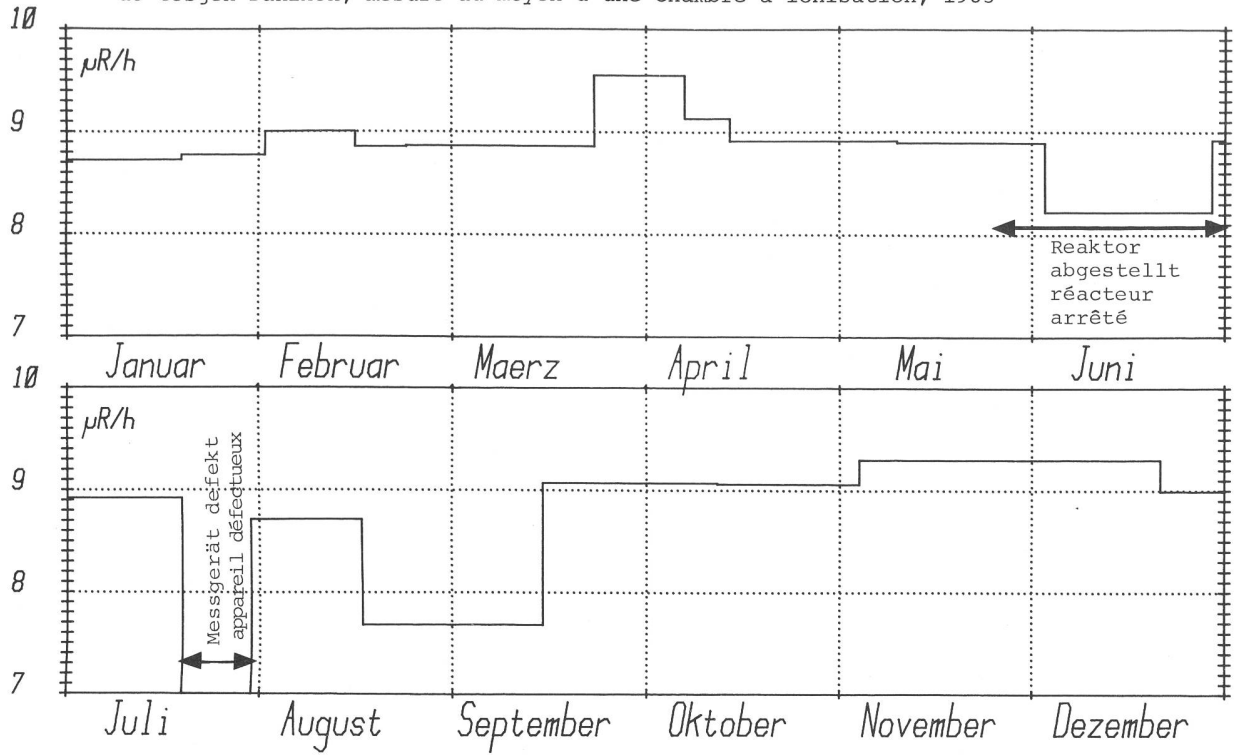 10
µR/h
9
8
7
Reaktor
abgestellt
réacteur
arrêté
Januar Februar Maerz April Mai Juni
10
µR/h
9
8
7
Messgerät defekt
appareil défectueux
Juli August September Oktober November Dezember